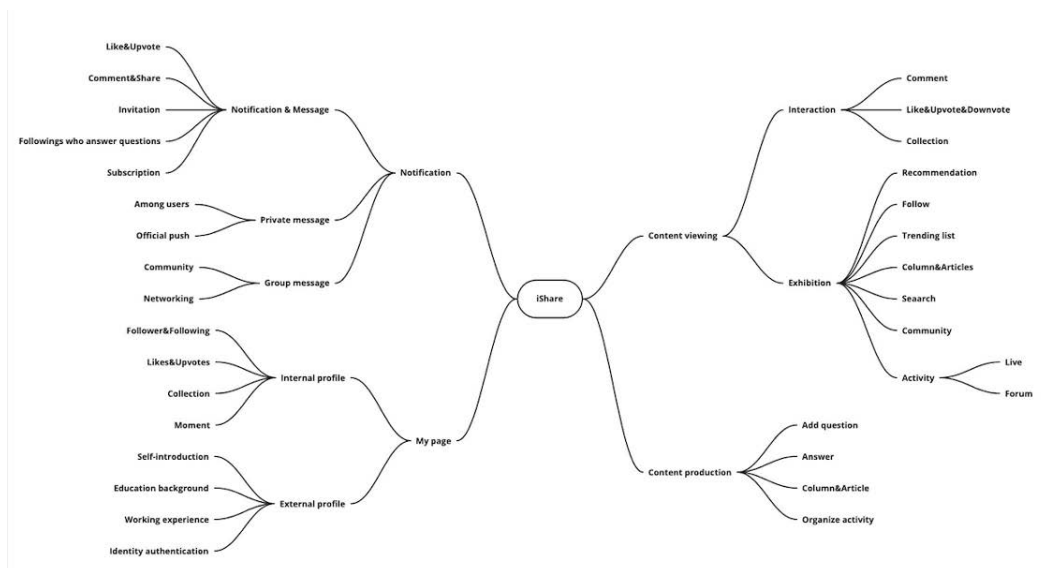 Like&Upvote
Comment&Share
Invitation
Followings who answer questions
Subscription
Notification & Message
Among users
Official push
Private message
Community
Networking
Group message
Notification
Follower&Following
Likes&Upvotes
Collection
Moment
Internal profile
Self-introduction
Education background
Working experience
Identity authentication
External profile
My page
iShare
Content viewing
Interaction
Comment
Like&Upvote&Downvote
Collection
Exhibition
Recommendation
Follow
Trending list
Column&Articles
Seaarch
Community
Activity
Live
Forum
Content production
Add question
Answer
Column&Article
Organize activity